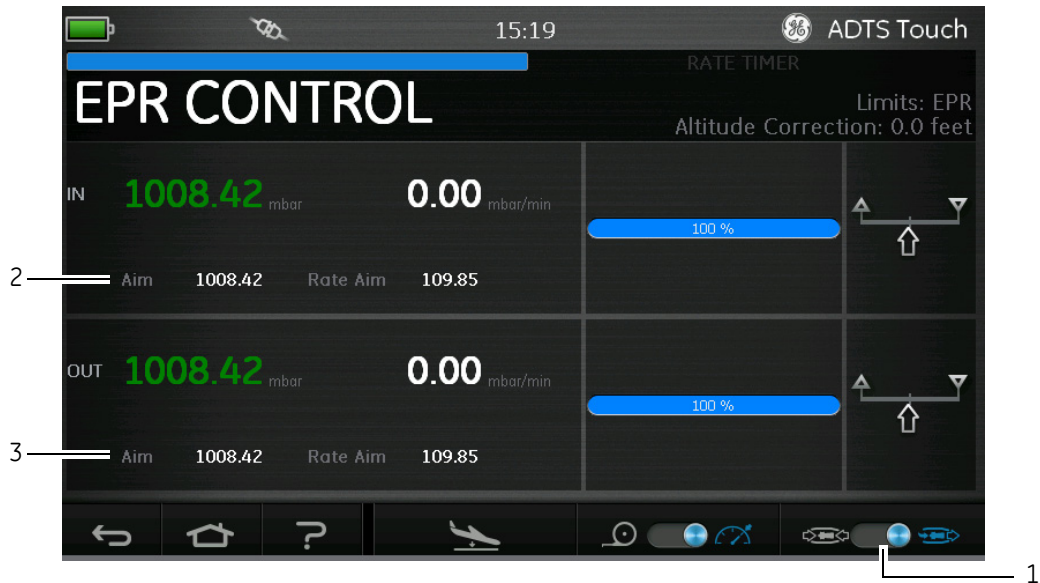 15:19
ADTS Touch
RATE TIMER
EPR CONTROL
Limits: EPR
Altitude Correction: 0.0 feet
IN 1008.42 mbar 0.00 mbar/min
100 %
2 Aim 1008.42 Rate Aim 109.85
OUT 1008.42 mbar 0.00 mbar/min
100 %
3 Aim 1008.42 Rate Aim 109.85
?
1